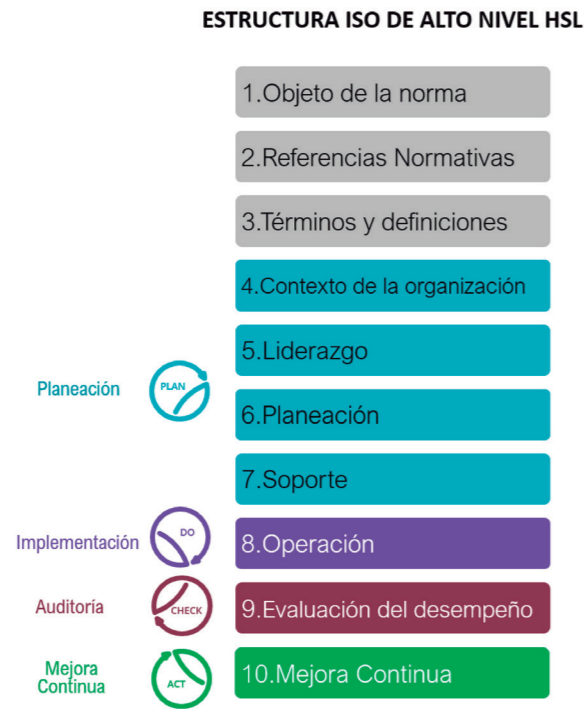 ESTRUCTURA ISO DE ALTO NIVEL HSL
1.Objeto de la norma
2.Referencias Normativas
3.Términos y definiciones
4.Contexto de la organización
5.Liderazgo
Planeación
PLAN
6.Planeación
7.Soporte
Implementación
DO
8.Operación
Auditoría
CHECK
9.Evaluación del desempeño
Mejora
Continua
ACT
10.Mejora Continua